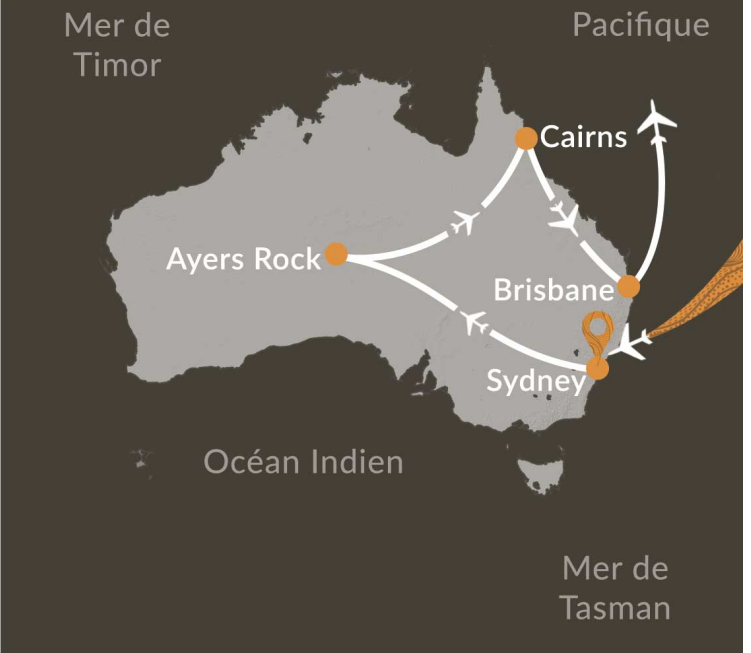 Mer de
Timor
Pacifique
Cairns
Ayers Rock
Brisbane
Sydney
Océan Indien
Mer de
Tasman